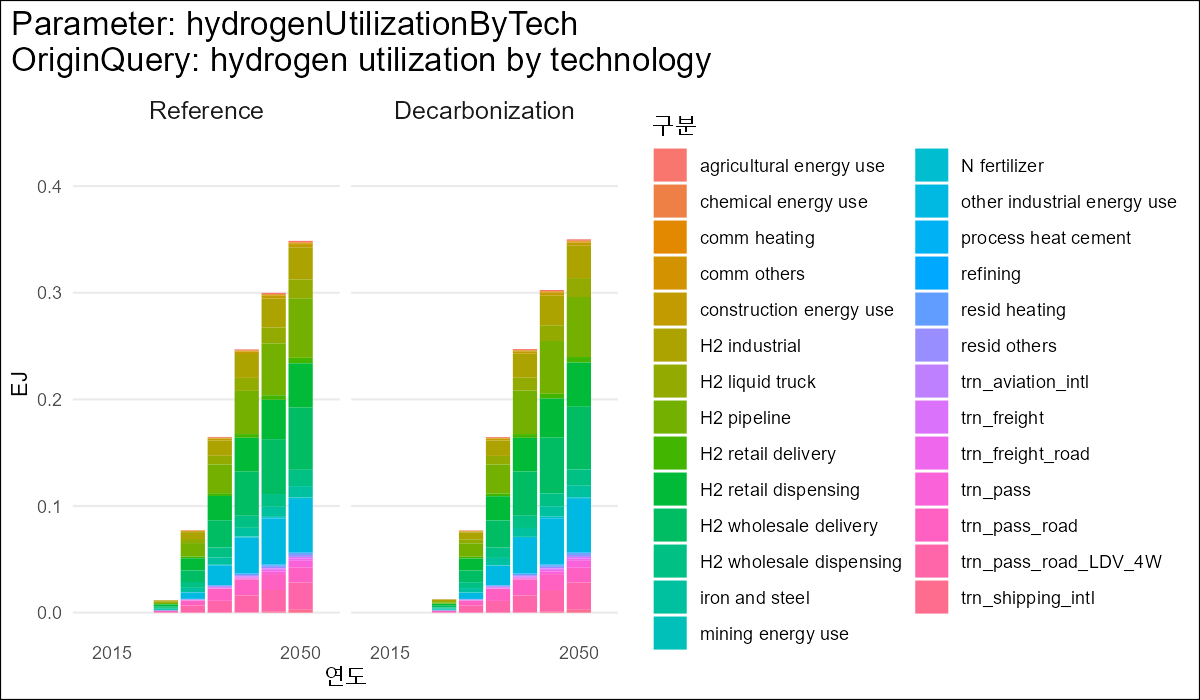 Parameter: hydrogenUtilizationByTech
OriginQuery: hydrogen utilization by technology
Reference
Decarbonization
EJ
0.4
0.3
0.2
0.1
0.0
2015
2050
2015
2050
연도
구분
agricultural energy use
chemical energy use
comm heating
comm others
construction energy use
H2 industrial
H2 liquid truck
H2 pipeline
H2 retail delivery
H2 retail dispensing
H2 wholesale delivery
H2 wholesale dispensing
iron and steel
mining energy use
N fertilizer
other industrial energy use
process heat cement
refining
resid heating
resid others
trn_aviation_intl
trn_freight
trn_freight_road
trn_pass
trn_pass_road
trn_pass_road_LDV_4W
trn_shipping_intl